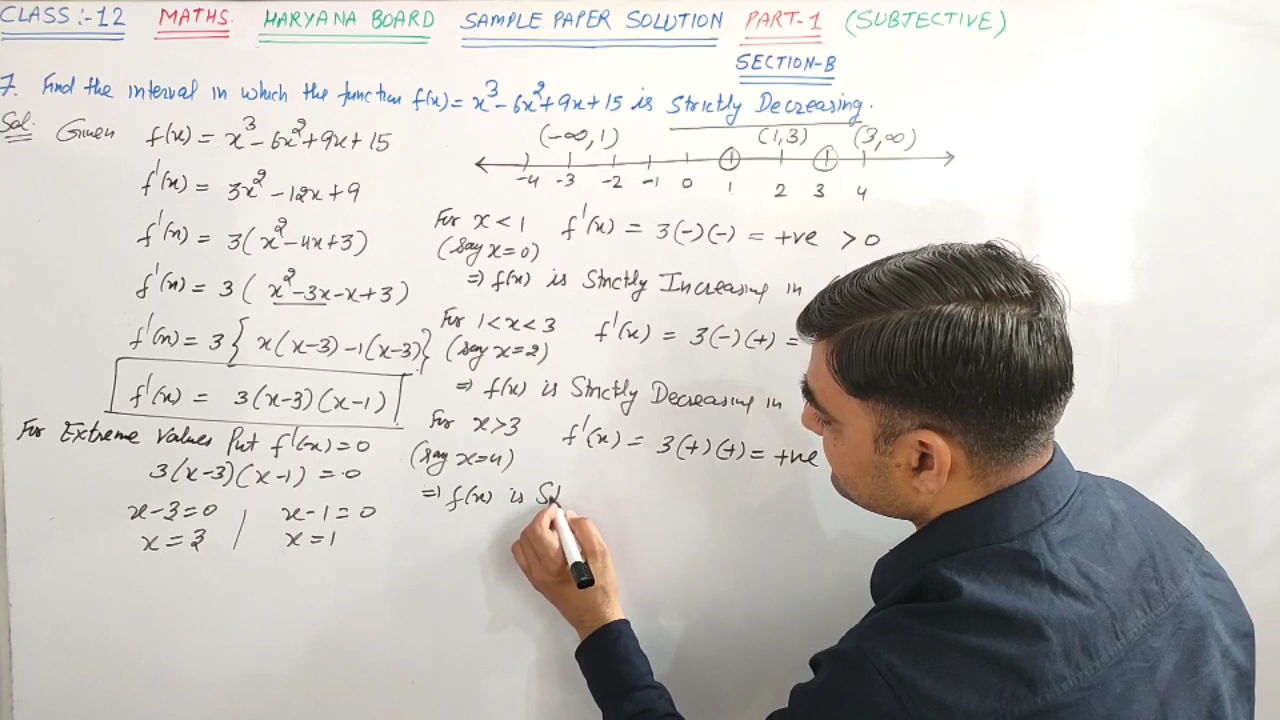 CLASS :- 12 MATHS. HARYANA BOARD SAMPLE PAPER SOLUTION PART-1 (SUBJECTIVE)
SECTION-B
7. Find the interval in which the function f(x) = x³ - 6x² + 9x + 15 is Strictly Decreasing.
Sol. Given f(x) = x³ - 6x² + 9x + 15
f'(x) = 3x² - 12x + 9
f'(x) = 3(x² - 4x + 3)
f'(x) = 3(x² - 3x - x + 3)
f'(x) = 3{x(x-3) - 1(x-3)}
f'(x) = 3(x-3)(x-1)
For Extreme Values Put f'(x) = 0
3(x-3)(x-1) = 0
x-3=0 / x-1=0
x=3 / x=1
(-∞, 1) (1,3) (3,∞)
-4 -3 -2 -1 0 1 2 3 4
For x < 1 f'(x) = 3(-)(-) = +ve > 0
(Say x=0)
⇒ f(x) is Strictly Increasing in
For 1 < x < 3 f'(x) = 3(-)(+) =
(Say x=2)
⇒ f(x) is Strictly Decreasing in
For x > 3 f'(x) = 3(+)(+) = +ve
(Say x=4)
⇒ f(x) is St